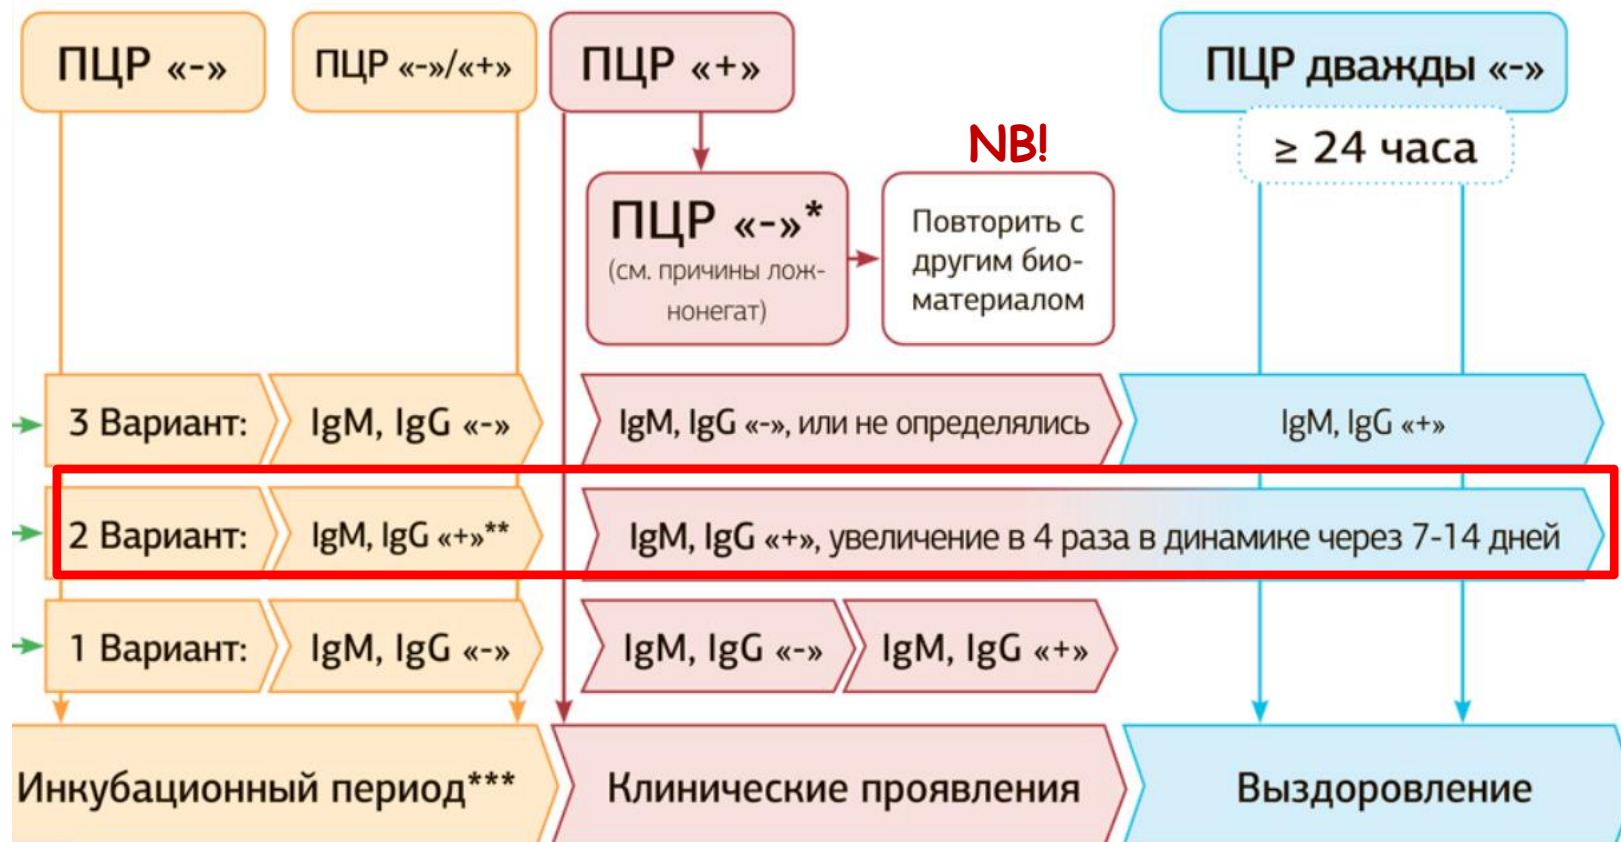 ПЦР «-»
ПЦР «-»/«+»
ПЦР «+»
ПЦР дважды «-»
≥ 24 часа
NB!
ПЦР «-»*
(см. причины лож-
нонегат)
Повторить с
другим био-
материалом
3 Вариант:
IgM, IgG «-»
IgM, IgG «-», или не определялись
IgM, IgG «+»
2 Вариант:
IgM, IgG «+»**
IgM, IgG «+», увеличение в 4 раза в динамике через 7-14 дней
1 Вариант:
IgM, IgG «-»
IgM, IgG «-»
IgM, IgG «+»
Инкубационный период***
Клинические проявления
Выздоровление